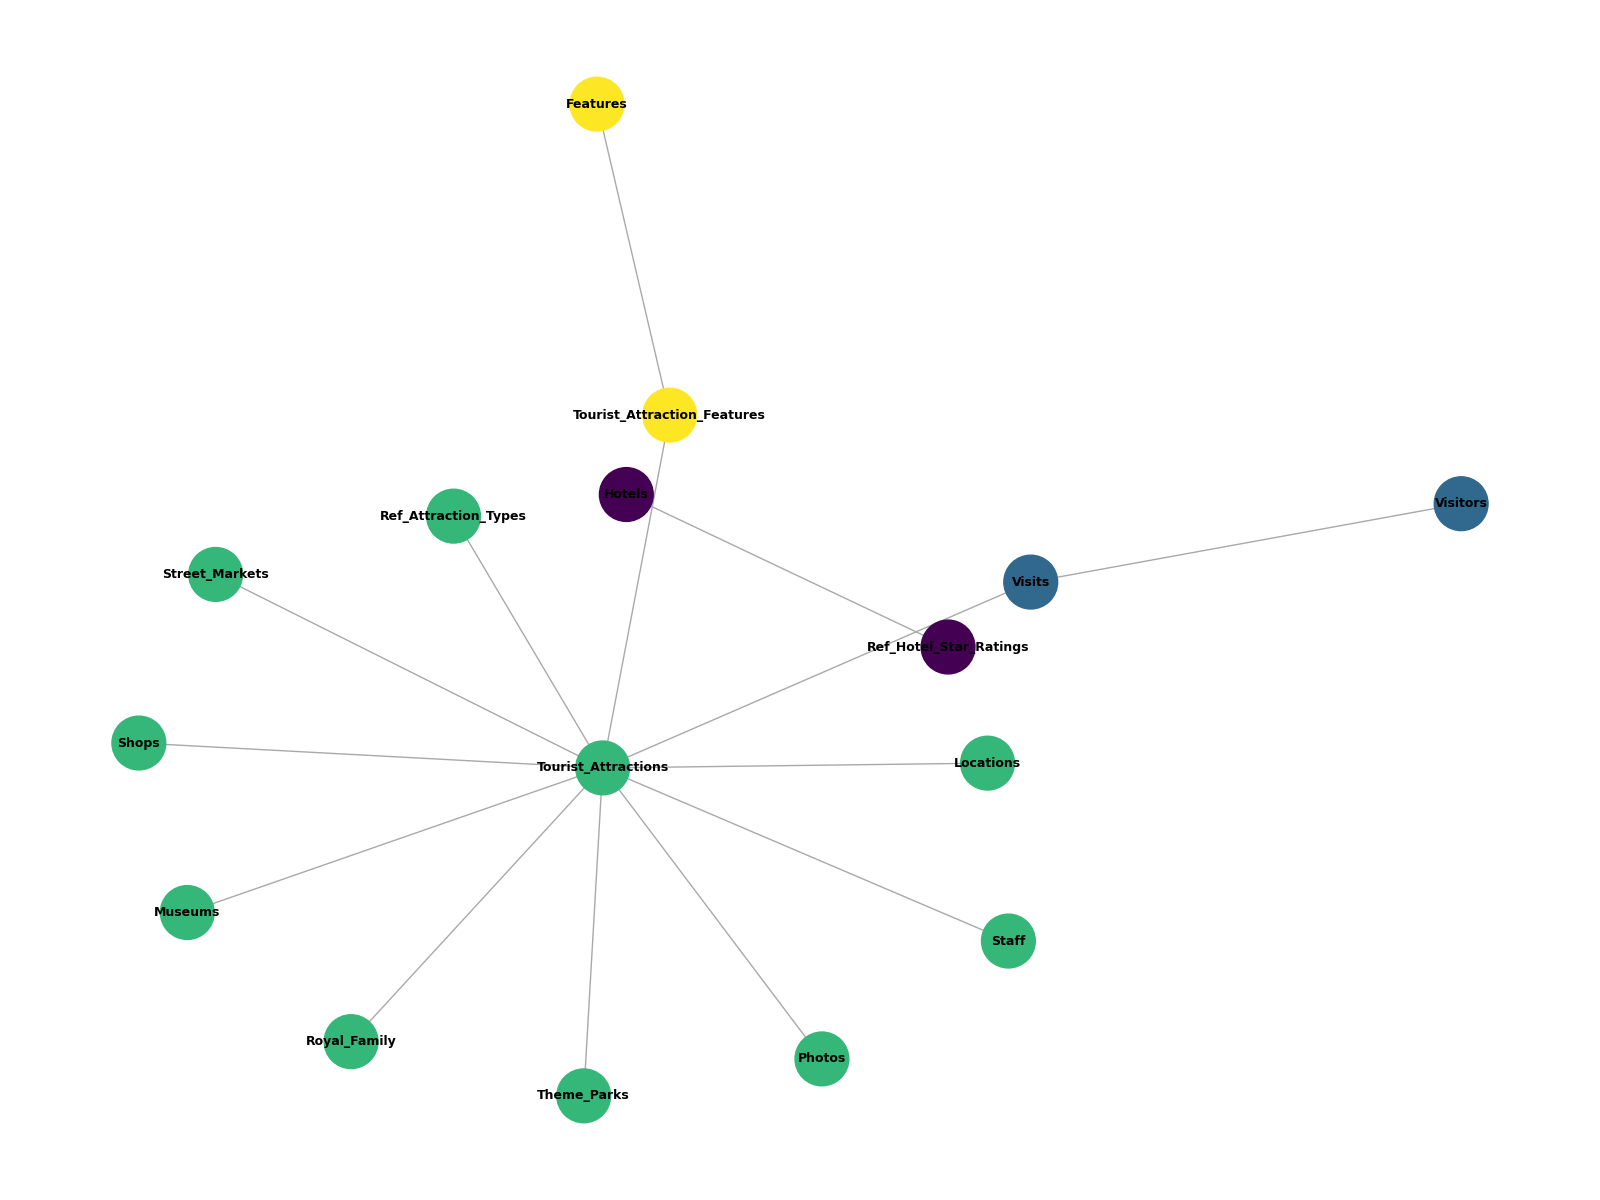 Features
Tourist_Attraction_Features
Hotels
Visitors
Ref_Attraction_Types
Street_Markets
Visits
Ref_Hotel_Star_Ratings
Shops
Tourist_Attractions
Locations
Museums
Staff
Royal_Family
Photos
Theme_Parks